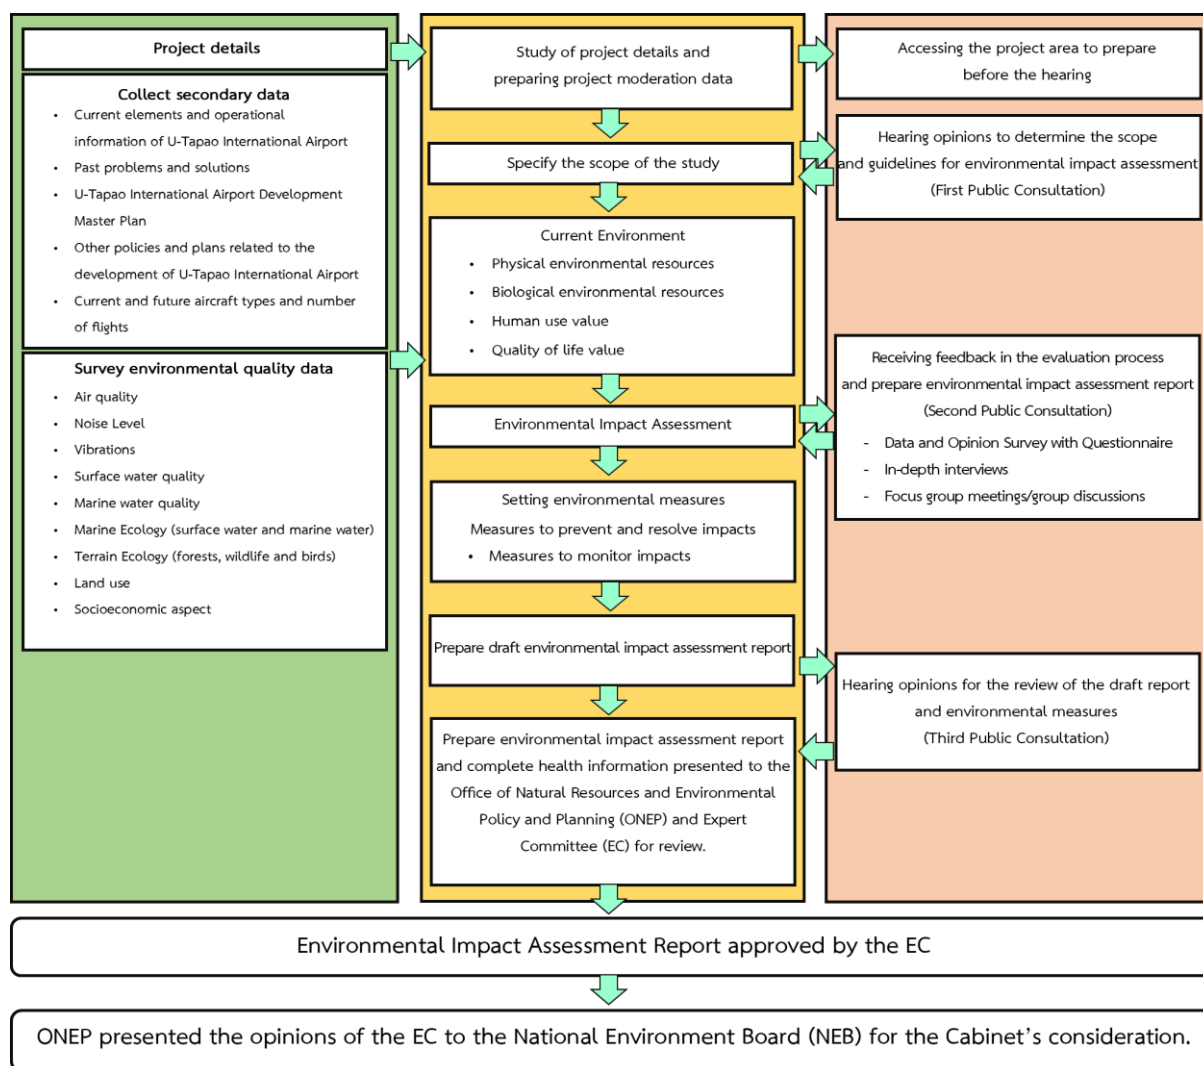 Project details
Collect secondary data
• Current elements and operational
information of U-Tapao International Airport
• Past problems and solutions
• U-Tapao International Airport Development
Master Plan
• Other policies and plans related to the
development of U-Tapao International Airport
• Current and future aircraft types and number
of flights
Survey environmental quality data
• Air quality
• Noise Level
• Vibrations
• Surface water quality
• Marine water quality
• Marine Ecology (surface water and marine water)
• Terrain Ecology (forests, wildlife and birds)
• Land use
• Socioeconomic aspect
Study of project details and
preparing project moderation data
Specify the scope of the study
Current Environment
• Physical environmental resources
• Biological environmental resources
• Human use value
• Quality of life value
Environmental Impact Assessment
Setting environmental measures
Measures to prevent and resolve impacts
• Measures to monitor impacts
Prepare draft environmental impact assessment report
Prepare environmental impact assessment report
and complete health information presented to the
Office of Natural Resources and Environmental
Policy and Planning (ONEP) and Expert
Committee (EC) for review.
Accessing the project area to prepare
before the hearing
Hearing opinions to determine the scope
and guidelines for environmental impact assessment
(First Public Consultation)
Receiving feedback in the evaluation process
and prepare environmental impact assessment report
(Second Public Consultation)
- Data and Opinion Survey with Questionnaire
- In-depth interviews
- Focus group meetings/group discussions
Hearing opinions for the review of the draft report
and environmental measures
(Third Public Consultation)
Environmental Impact Assessment Report approved by the EC
ONEP presented the opinions of the EC to the National Environment Board (NEB) for the Cabinet's consideration.